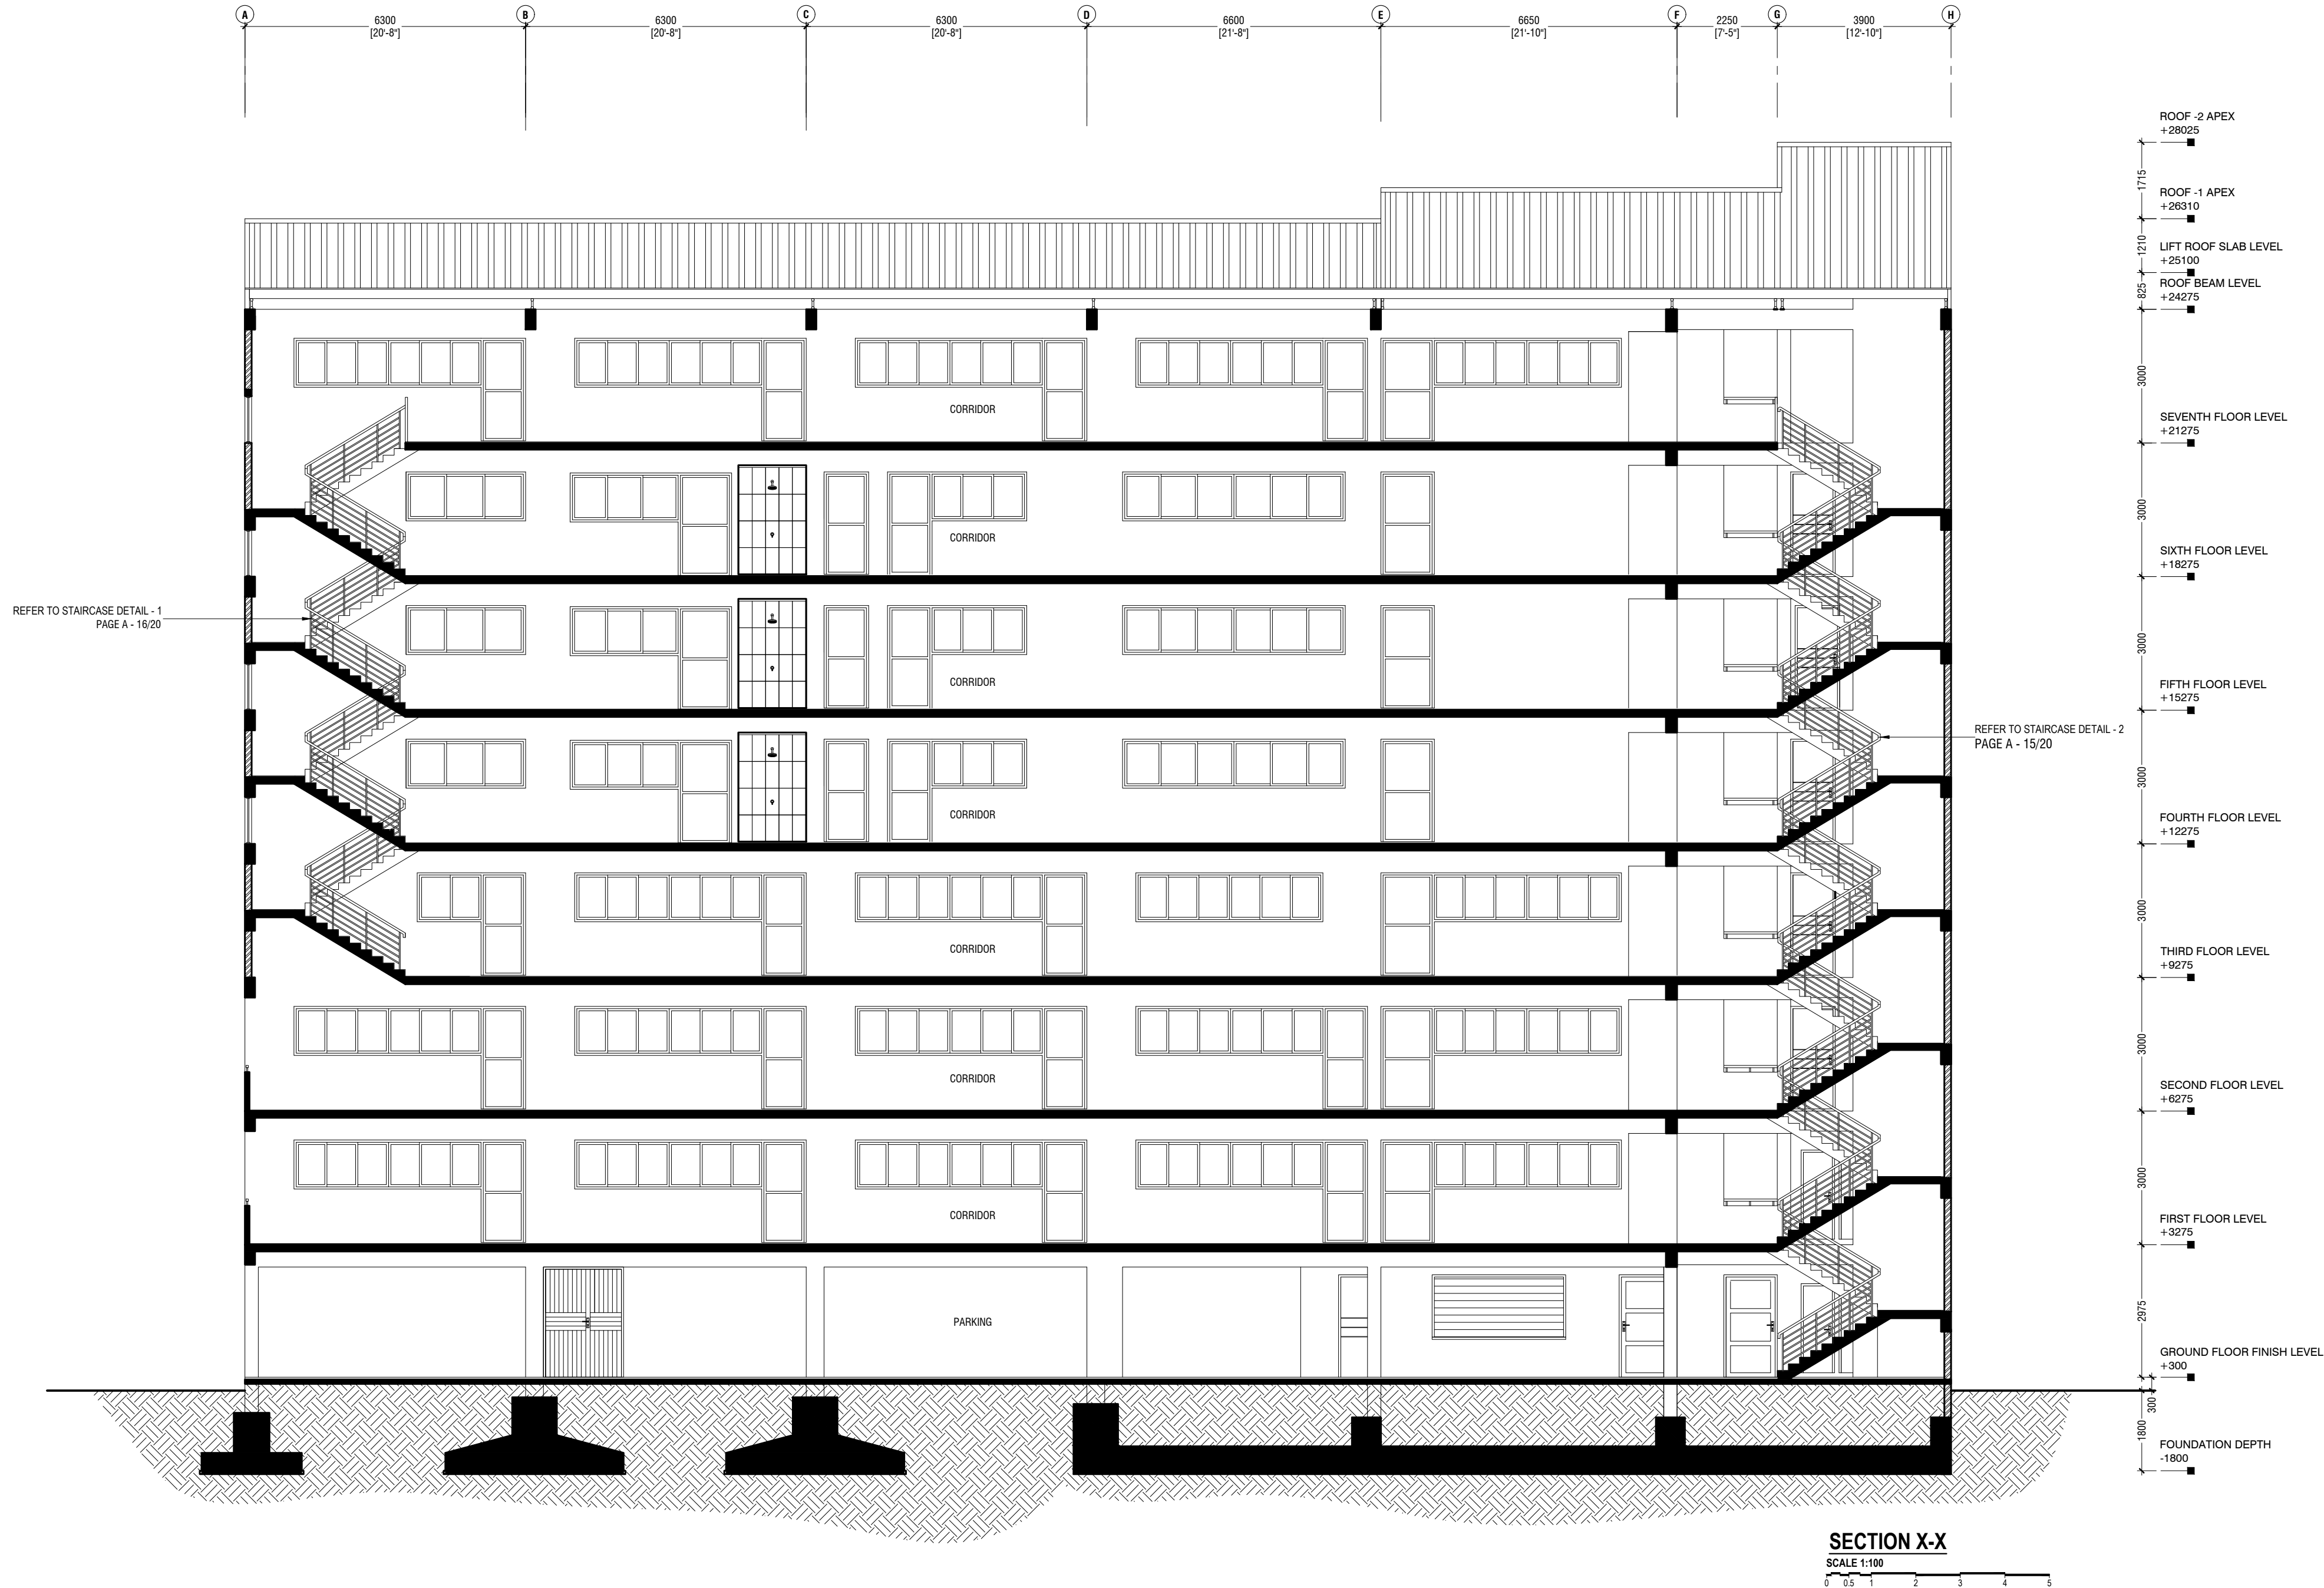 A B C D E F G H
6300 6300 6300 6600 6650 2250 3900
[20'-8"] [20'-8"] [20'-8"] [21'-8"] [21'-10"] [7'-5"] [12'-10"]
ROOF -2 APEX
+28025
1715
ROOF -1 APEX
+26310
1210
LIFT ROOF SLAB LEVEL
+25100
825
ROOF BEAM LEVEL
+24275
3000
CORRIDOR
SEVENTH FLOOR LEVEL
+21275
3000
CORRIDOR
SIXTH FLOOR LEVEL
+18275
REFER TO STAIRCASE DETAIL - 1
PAGE A - 16/20
3000
CORRIDOR
FIFTH FLOOR LEVEL
+15275
REFER TO STAIRCASE DETAIL - 2
PAGE A - 15/20
3000
CORRIDOR
FOURTH FLOOR LEVEL
+12275
3000
CORRIDOR
THIRD FLOOR LEVEL
+9275
3000
CORRIDOR
SECOND FLOOR LEVEL
+6275
3000
CORRIDOR
FIRST FLOOR LEVEL
+3275
2975
PARKING
GROUND FLOOR FINISH LEVEL
+300
300
1800
FOUNDATION DEPTH
-1800
SECTION X-X
SCALE 1:100
0 0.5 1 2 3 4 5